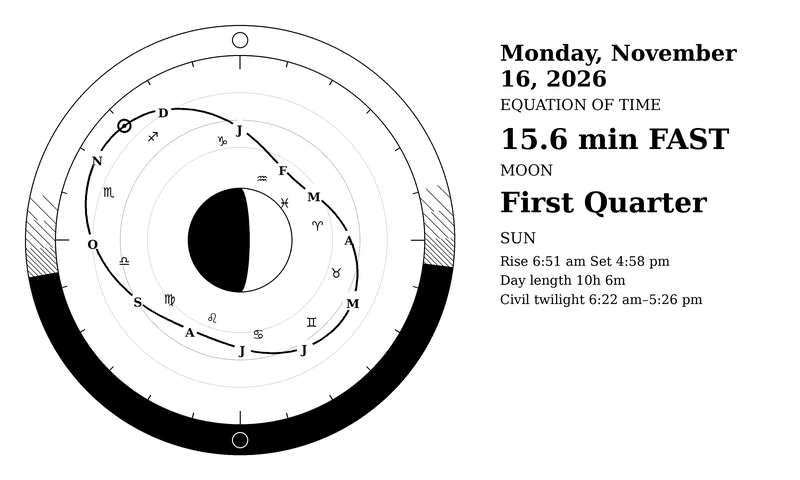 D
J
N
♐
♑
F
♒
M
♏
♓
♈
O
A
♎
♉
S
♍
M
♌
♊
A
♋
J
J
Monday, November
16, 2026
EQUATION OF TIME
15.6 min FAST
MOON
First Quarter
SUN
Rise 6:51 am Set 4:58 pm
Day length 10h 6m
Civil twilight 6:22 am–5:26 pm